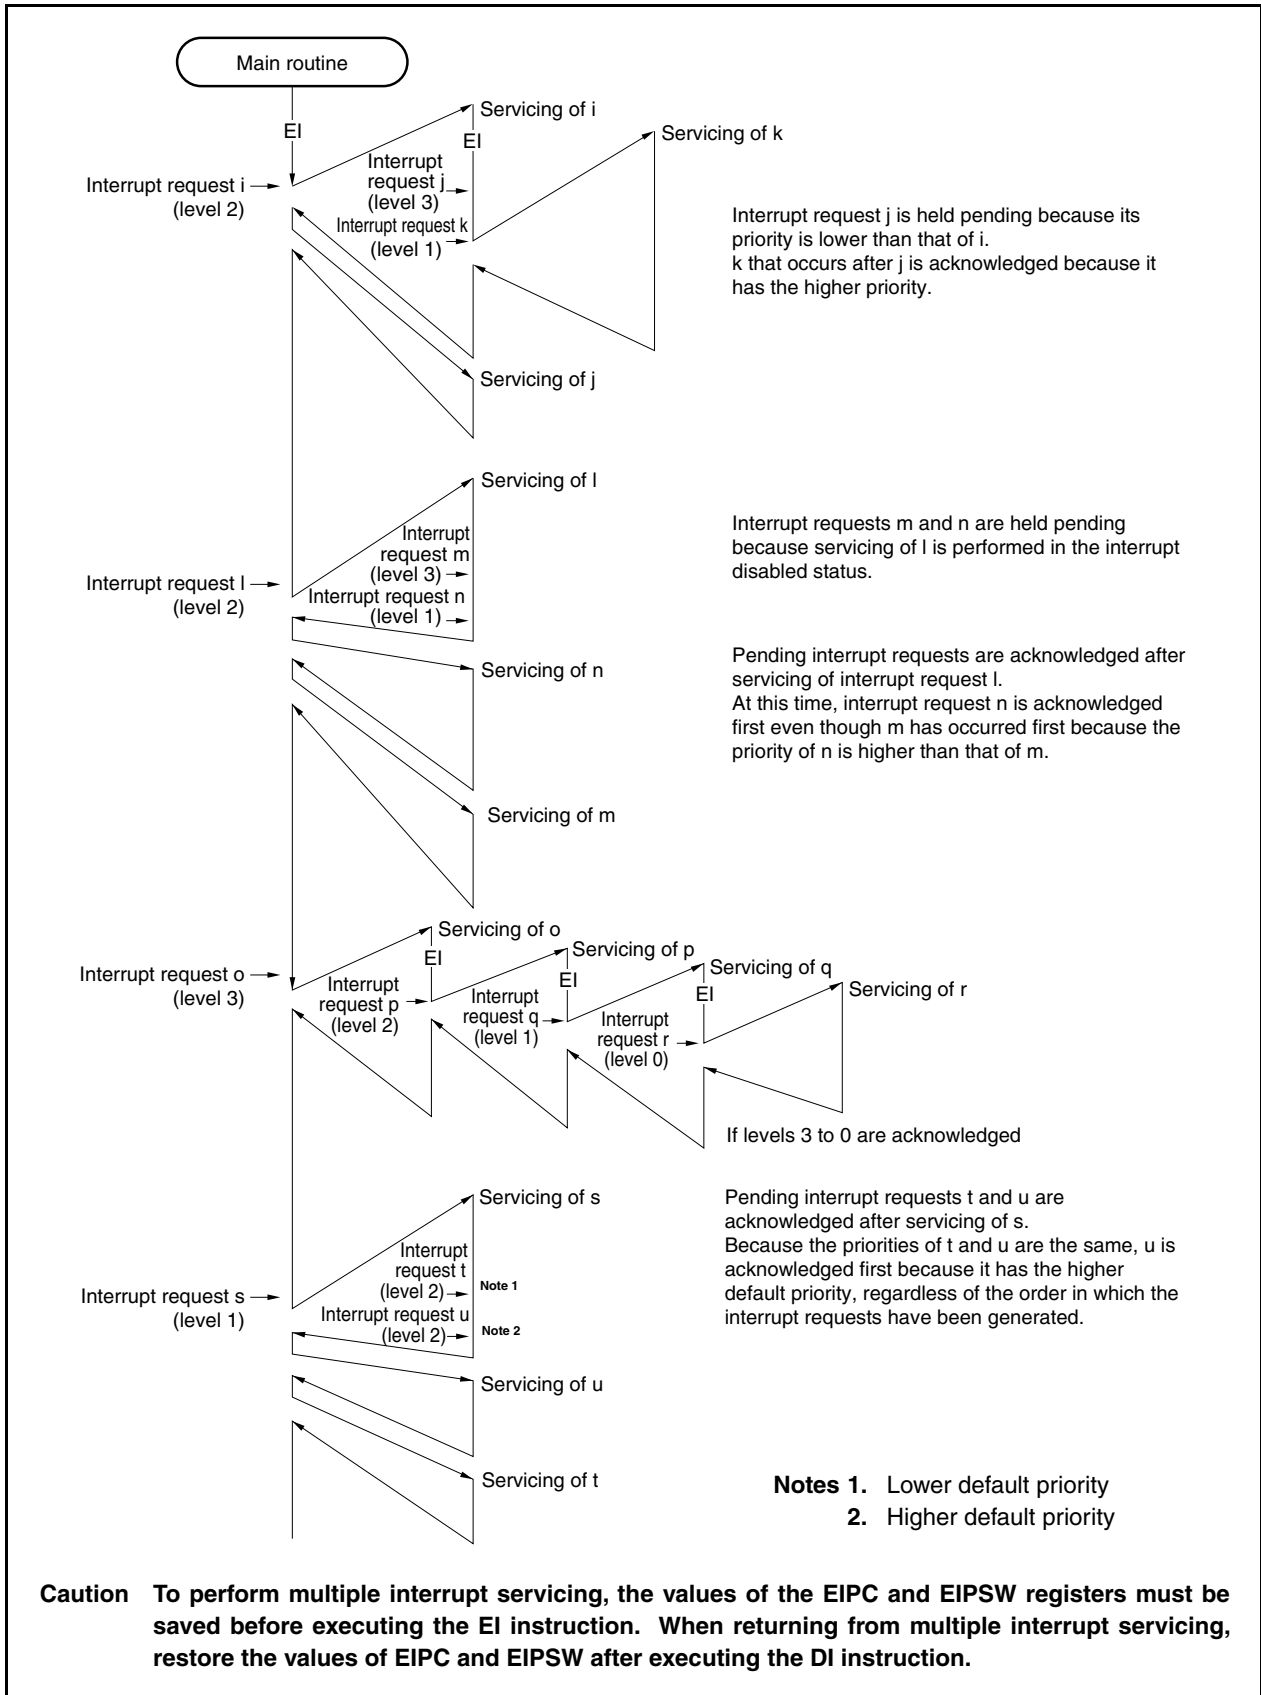 Main routine
EI
Servicing of i
EI
Servicing of k
Interrupt request i
(level 2)
Interrupt
request j
(level 3)
Interrupt request k
(level 1)
Interrupt request j is held pending because its
priority is lower than that of i.
k that occurs after j is acknowledged because it
has the higher priority.
Servicing of j
Servicing of l
Interrupt request l
(level 2)
Interrupt
request m
(level 3)
Interrupt request n
(level 1)
Interrupt requests m and n are held pending
because servicing of l is performed in the interrupt
disabled status.
Servicing of n
Pending interrupt requests are acknowledged after
servicing of interrupt request l.
At this time, interrupt request n is acknowledged
first even though m has occurred first because the
priority of n is higher than that of m.
Servicing of m
Servicing of o
EI
Servicing of p
EI
Servicing of q
EI
Servicing of r
Interrupt request o
(level 3)
Interrupt
request p
(level 2)
Interrupt
request q
(level 1)
Interrupt
request r
(level 0)
If levels 3 to 0 are acknowledged
Servicing of s
Interrupt request s
(level 1)
Interrupt
request t
(level 2)
Note 1
Interrupt request u
(level 2)
Note 2
Pending interrupt requests t and u are
acknowledged after servicing of s.
Because the priorities of t and u are the same, u is
acknowledged first because it has the higher
default priority, regardless of the order in which the
interrupt requests have been generated.
Servicing of u
Servicing of t
Notes 1. Lower default priority
2. Higher default priority
Caution To perform multiple interrupt servicing, the values of the EIPC and EIPSW registers must be
saved before executing the EI instruction. When returning from multiple interrupt servicing,
restore the values of EIPC and EIPSW after executing the DI instruction.